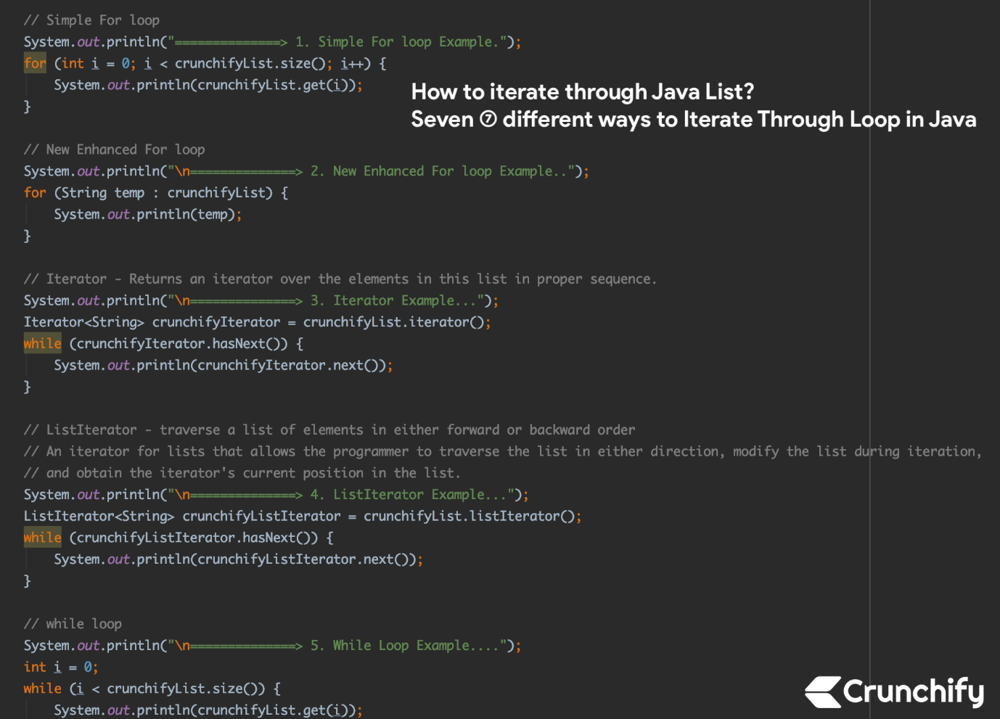 // Simple For loop
System.out.println("==============> 1. Simple For loop Example.");
for (int i = 0; i < crunchifyList.size(); i++) {
    System.out.println(crunchifyList.get(i));
}
How to iterate through Java List?
Seven ⑦ different ways to Iterate Through Loop in Java
// New Enhanced For loop
System.out.println("\n==============> 2. New Enhanced For loop Example..");
for (String temp : crunchifyList) {
    System.out.println(temp);
}
// Iterator - Returns an iterator over the elements in this list in proper sequence.
System.out.println("\n==============> 3. Iterator Example...");
Iterator<String> crunchifyIterator = crunchifyList.iterator();
while (crunchifyIterator.hasNext()) {
    System.out.println(crunchifyIterator.next());
}
// ListIterator - traverse a list of elements in either forward or backward order
// An iterator for lists that allows the programmer to traverse the list in either direction, modify the list during iteration,
// and obtain the iterator's current position in the list.
System.out.println("\n==============> 4. ListIterator Example...");
ListIterator<String> crunchifyListIterator = crunchifyList.listIterator();
while (crunchifyListIterator.hasNext()) {
    System.out.println(crunchifyListIterator.next());
}
// while loop
System.out.println("\n==============> 5. While Loop Example....");
int i = 0;
while (i < crunchifyList.size()) {
    System.out.println(crunchifyList.get(i));
Crunchify